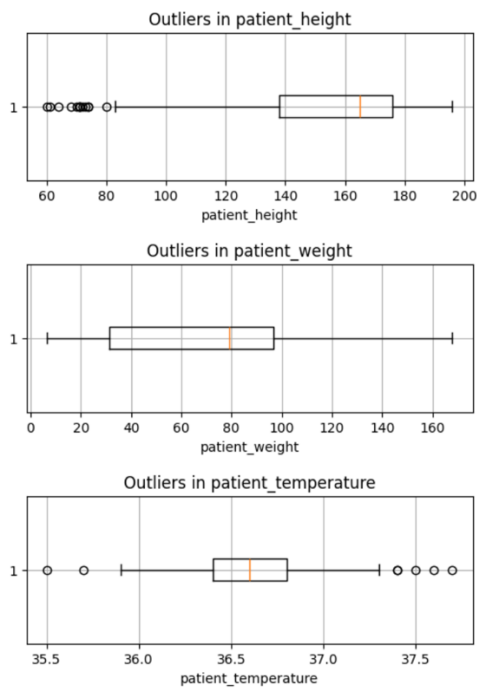 Outliers in patient_height
1
60 80 100 120 140 160 180 200
patient_height
Outliers in patient_weight
1
0 20 40 60 80 100 120 140 160
patient_weight
Outliers in patient_temperature
1
35.5 36.0 36.5 37.0 37.5
patient_temperature